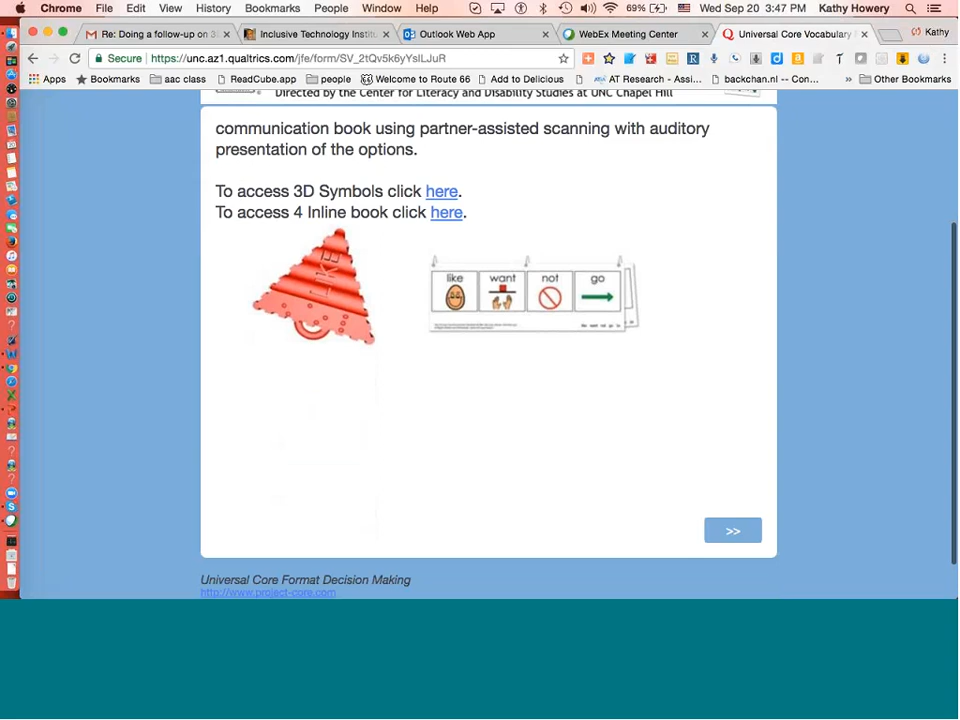 Chrome File Edit View History Bookmarks People Window Help 69% Wed Sep 20 3:47 PM Kathy Howery
Re: Doing a follow-up on 3 Inclusive Technology Institu Outlook Web App WebEx Meeting Center Universal Core Vocabulary Kathy
Secure https://unc.az1.qualtrics.com/jfe/form/SV_2tQv5k6yYsILJuR
Apps Bookmarks aac class ReadCube.app people Welcome to Route 66 Add to Delicious AT Research - Assi... backchan.nl -- Con... » Other Bookmarks
Directed by the Center for Literacy and Disability Studies at UNC Chapel Hill
communication book using partner-assisted scanning with auditory
presentation of the options.
To access 3D Symbols click here.
To access 4 Inline book click here.
LIKE
like want not go
>>
Universal Core Format Decision Making
http://www.project-core.com